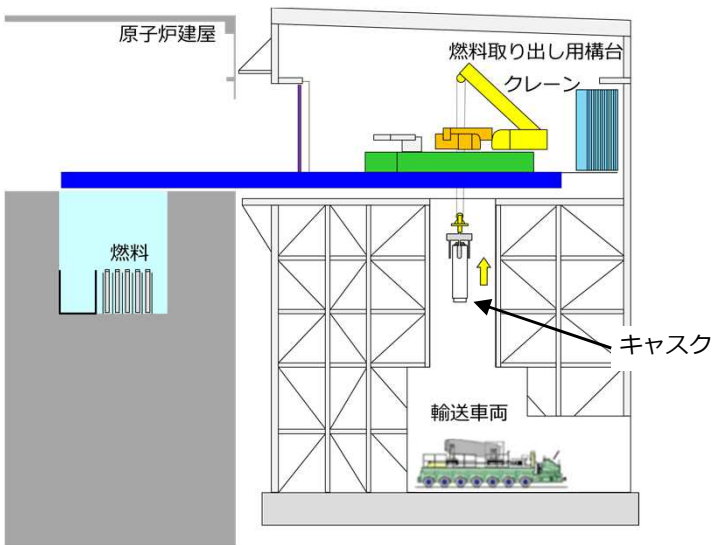 原子炉建屋
燃料取り出し用構台
クレーン
燃料
キャスク
輸送車両